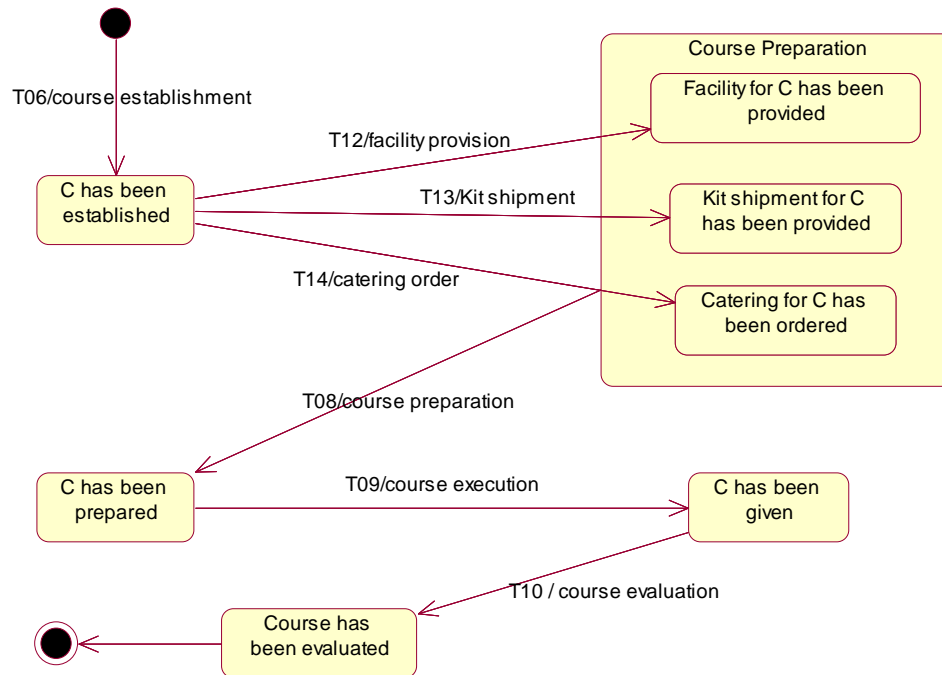 Course Preparation
Facility for C has been
provided
T06/course establishment
T12/facility provision
C has been
established
T13/Kit shipment
Kit shipment for C
has been provided
T14/catering order
Catering for C has
been ordered
T08/course preparation
C has been
prepared
T09/course execution
C has been
given
T10 / course evaluation
Course has
been evaluated